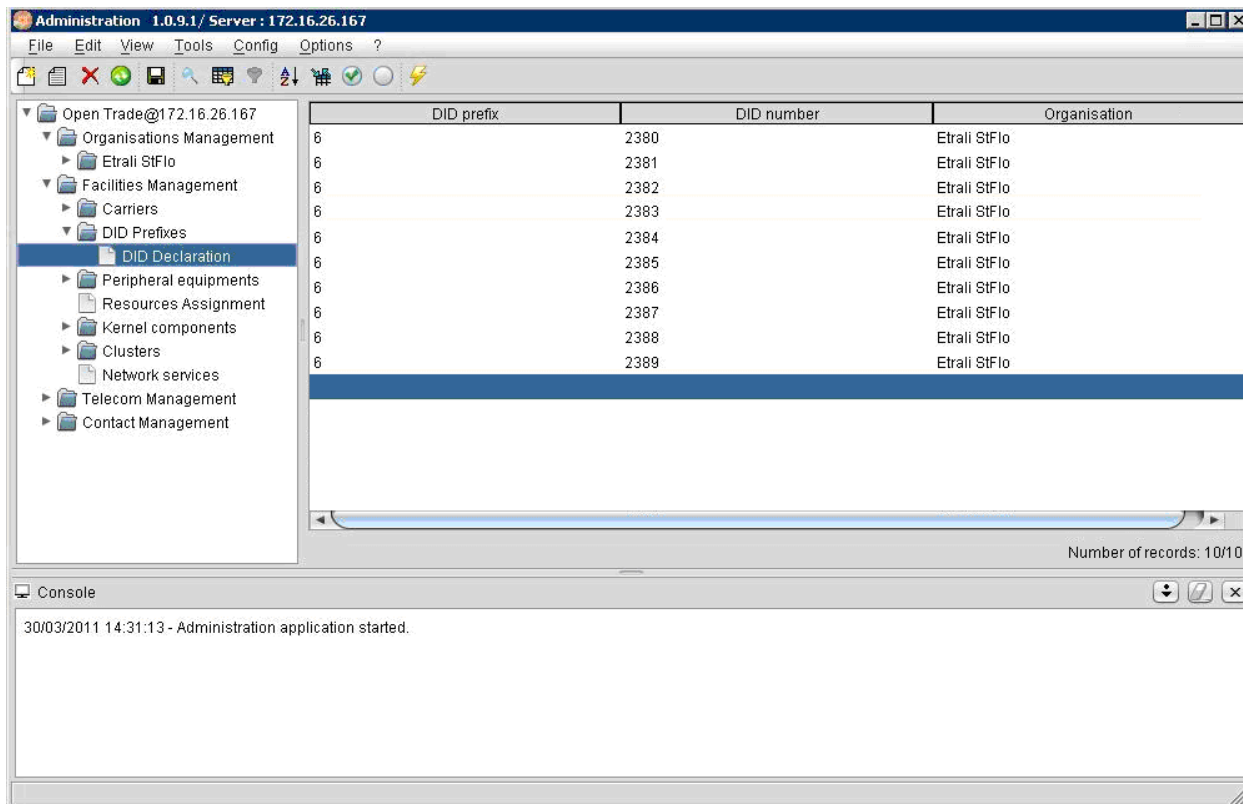 Administration 1.0.9.1/ Server : 172.16.26.167
File Edit View Tools Config Options ?
Open Trade@172.16.26.167
Organisations Management
Etrali StFlo
Facilities Management
Carriers
DID Prefixes
DID Declaration
Peripheral equipments
Resources Assignment
Kernel components
Clusters
Network services
Telecom Management
Contact Management
DID prefix DID number Organisation
6 2380 Etrali StFlo
6 2381 Etrali StFlo
6 2382 Etrali StFlo
6 2383 Etrali StFlo
6 2384 Etrali StFlo
6 2385 Etrali StFlo
6 2386 Etrali StFlo
6 2387 Etrali StFlo
6 2388 Etrali StFlo
6 2389 Etrali StFlo
Number of records: 10/10
Console
30/03/2011 14:31:13 - Administration application started.